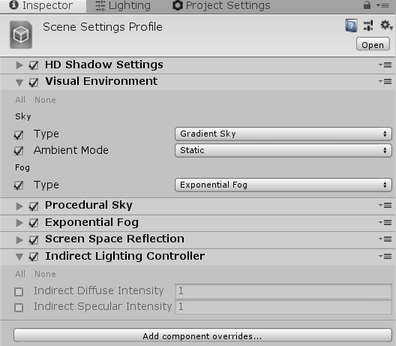 Inspector Lighting Project Settings
Scene Settings Profile
Open
HD Shadow Settings
Visual Environment
All None
Sky
Type Gradient Sky
Ambient Mode Static
Fog
Type Exponential Fog
Procedural Sky
Exponential Fog
Screen Space Reflection
Indirect Lighting Controller
All None
Indirect Diffuse Intensity 1
Indirect Specular Intensity 1
Add component overrides...